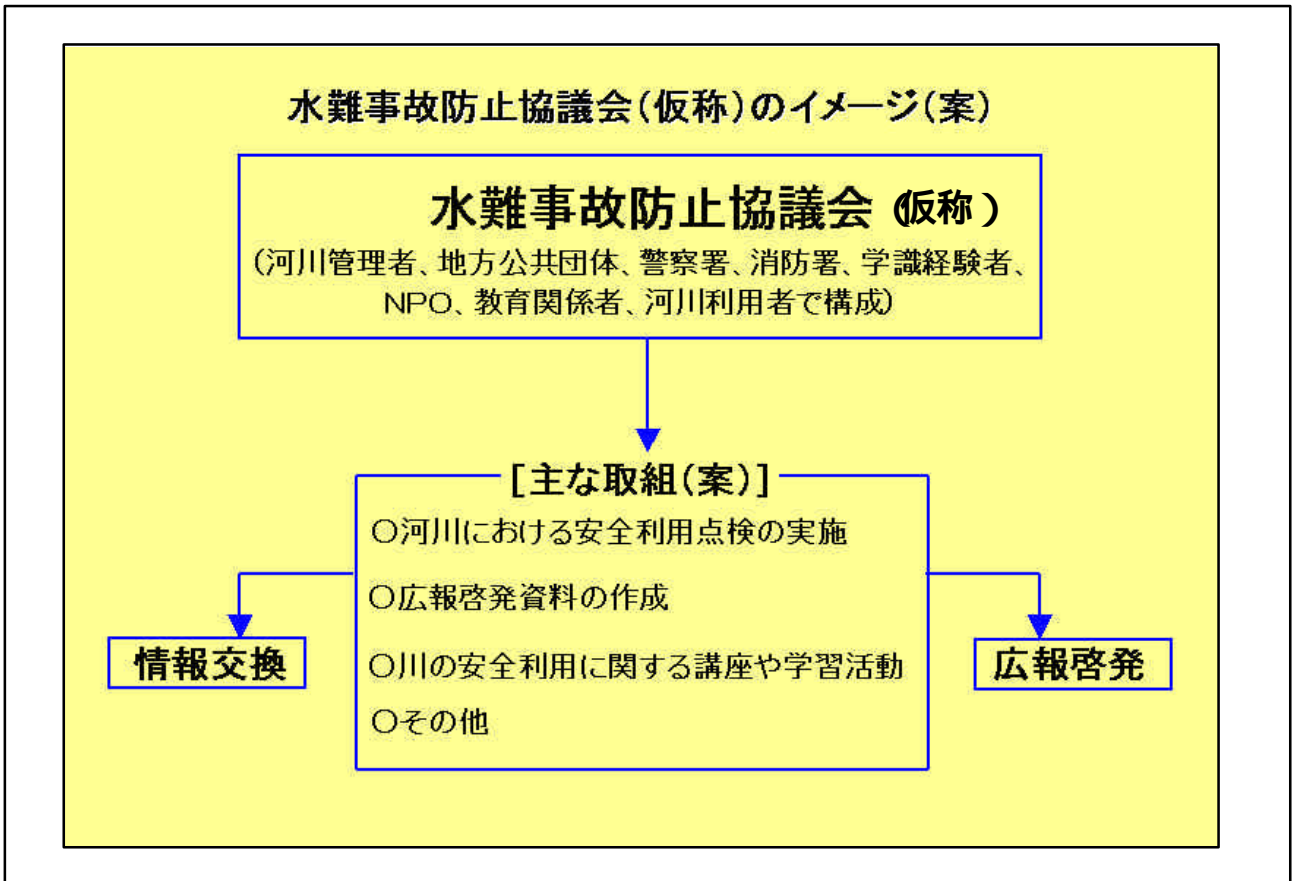 水難事故防止協議会(仮称)のイメージ(案)
水難事故防止協議会(仮称)
(河川管理者、地方公共団体、警察署、消防署、学識経験者、
NPO、教育関係者、河川利用者で構成)
[主な取組(案)]
○河川における安全利用点検の実施
○広報啓発資料の作成
○川の安全利用に関する講座や学習活動
○その他
情報交換
広報啓発